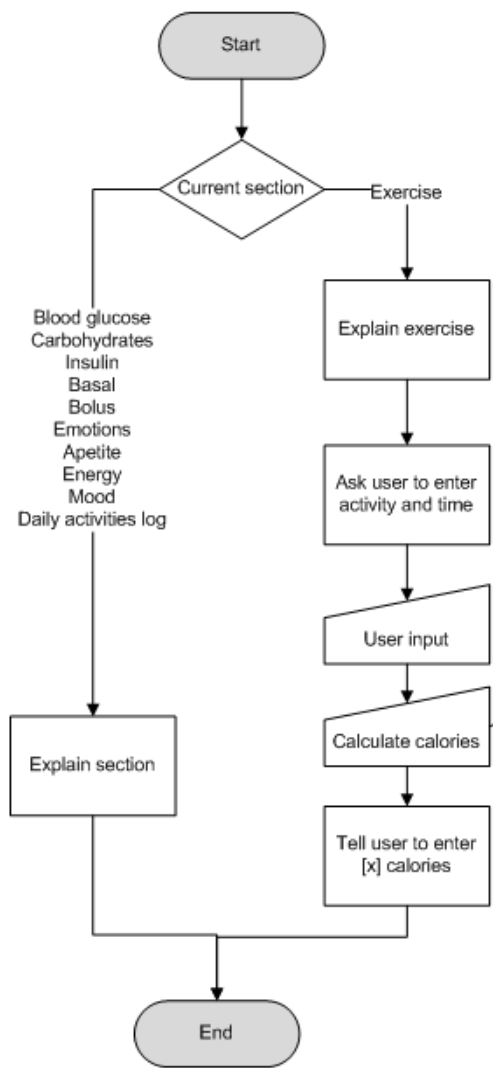 Start
Current section
Exercise
Blood glucose
Carbohydrates
Insulin
Basal
Bolus
Emotions
Apetite
Energy
Mood
Daily activities log
Explain section
Explain exercise
Ask user to enter
activity and time
User input
Calculate calories
Tell user to enter
[x] calories
End